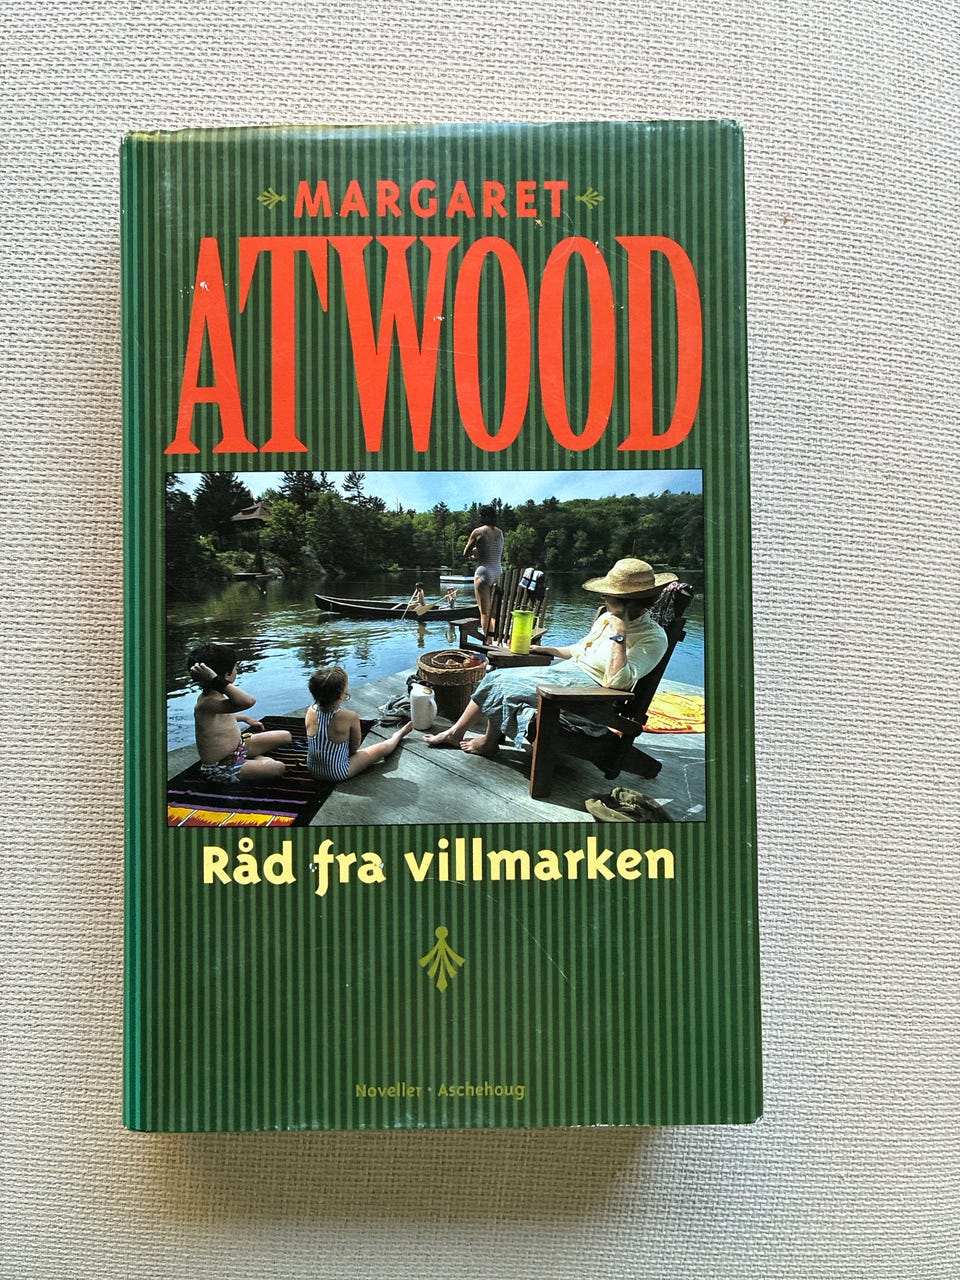 MARGARET
ATWOOD
Råd fra villmarken
Noveller · Aschehoug